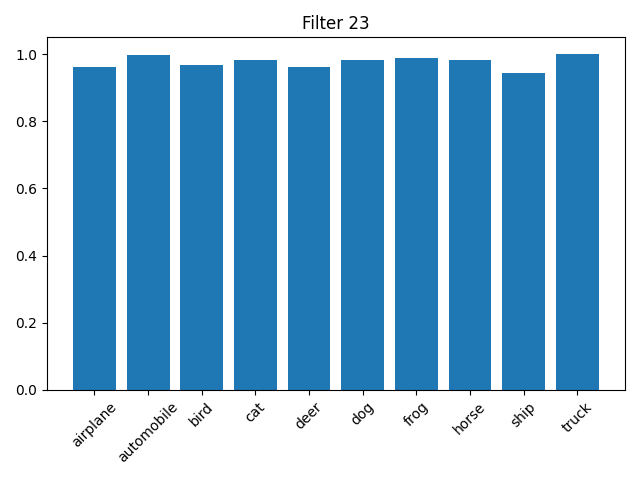 Filter 23
1.0
0.8
0.6
0.4
0.2
0.0
airplane
automobile
bird
cat
deer
dog
frog
horse
ship
truck